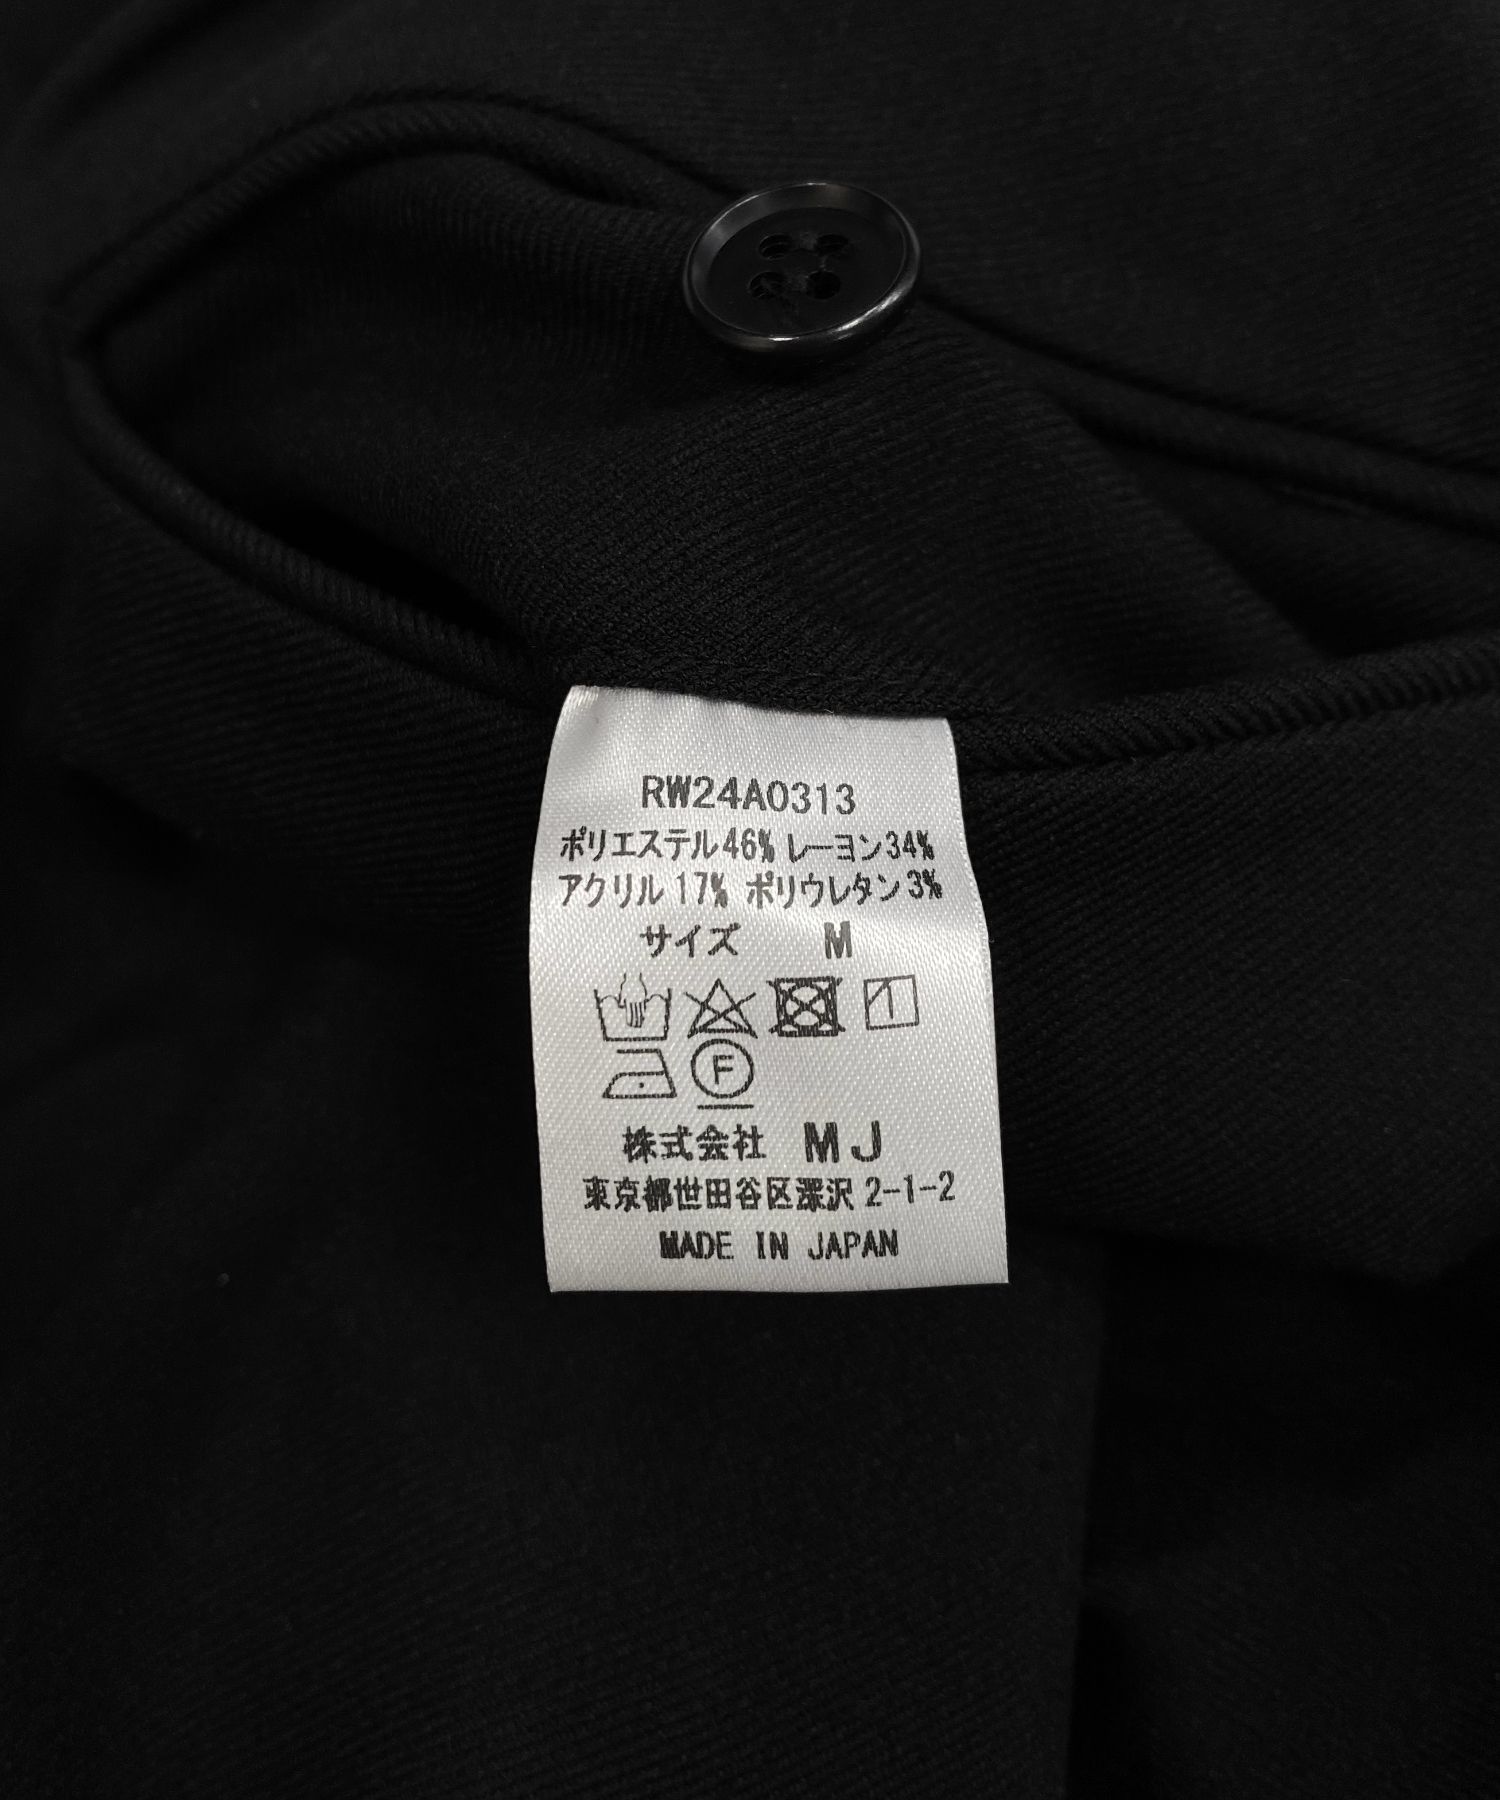 RW24A0313
ポリエステル46% レーヨン34%
アクリル17% ポリウレタン3%
サイズ M
F
株式会社 MJ
東京都世田谷区深沢2-1-2
MADE IN JAPAN